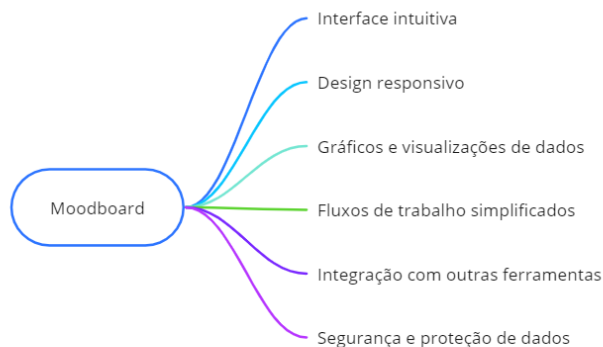 Interface intuitiva
Design responsivo
Gráficos e visualizações de dados
Moodboard
Fluxos de trabalho simplificados
Integração com outras ferramentas
Segurança e proteção de dados